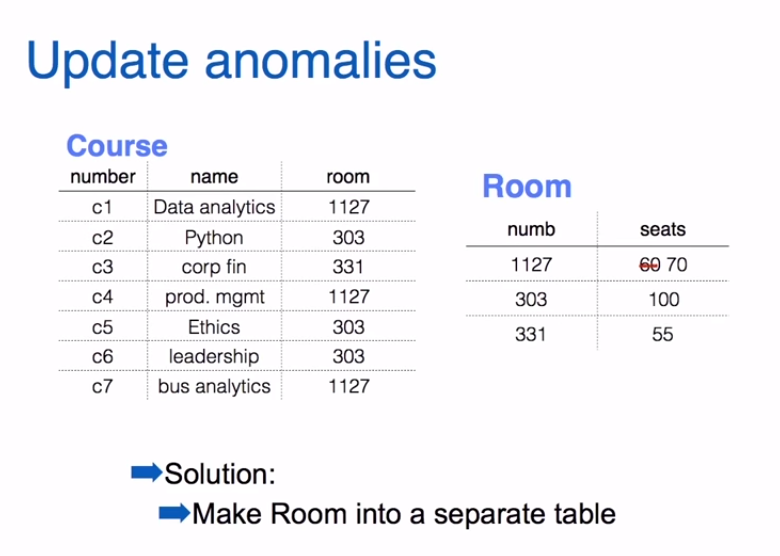 Update anomalies
Course
number name room
c1 Data analytics 1127
c2 Python 303
c3 corp fin 331
c4 prod. mgmt 1127
c5 Ethics 303
c6 leadership 303
c7 bus analytics 1127
Room
numb seats
1127 60 70
303 100
331 55
Solution:
Make Room into a separate table